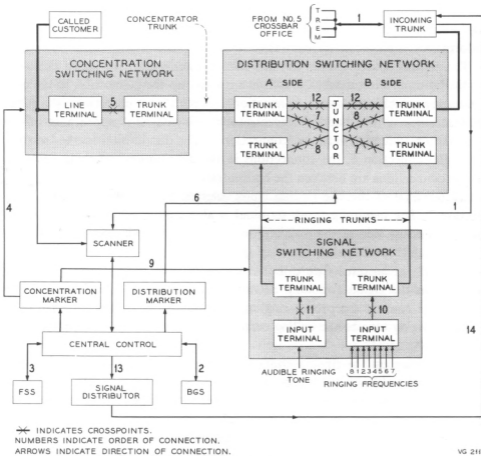 CALLED
CUSTOMER
CONCENTRATOR
TRUNK
FROM NO.5
CROSSBAR
OFFICE
T
R
E
M
1
INCOMING
TRUNK
CONCENTRATION
SWITCHING NETWORK
DISTRIBUTION SWITCHING NETWORK
A SIDE
B SIDE
LINE
TERMINAL
5
TRUNK
TERMINAL
TRUNK
TERMINAL
12
7
8
JUNCTOR
12
8
7
TRUNK
TERMINAL
TRUNK
TERMINAL
TRUNK
TERMINAL
4
6
1
RINGING TRUNKS
SCANNER
SIGNAL
SWITCHING NETWORK
9
CONCENTRATION
MARKER
DISTRIBUTION
MARKER
TRUNK
TERMINAL
TRUNK
TERMINAL
11
10
14
CENTRAL CONTROL
INPUT
TERMINAL
INPUT
TERMINAL
3
13
2
AUDIBLE RINGING
TONE
8 1 2 3 4 5 6 7
RINGING FREQUENCIES
FSS
SIGNAL
DISTRIBUTOR
BGS
INDICATES CROSSPOINTS.
NUMBERS INDICATE ORDER OF CONNECTION.
ARROWS INDICATE DIRECTION OF CONNECTION.